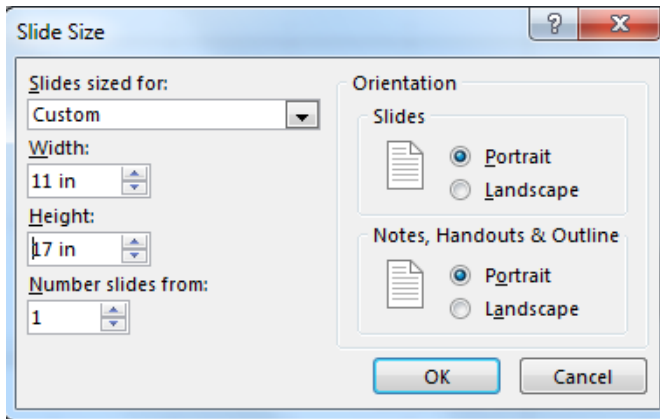 Slide Size
Slides sized for:
Custom
Width:
11 in
Height:
17 in
Number slides from:
1
Orientation
Slides
Portrait
Landscape
Notes, Handouts & Outline
Portrait
Landscape
OK
Cancel